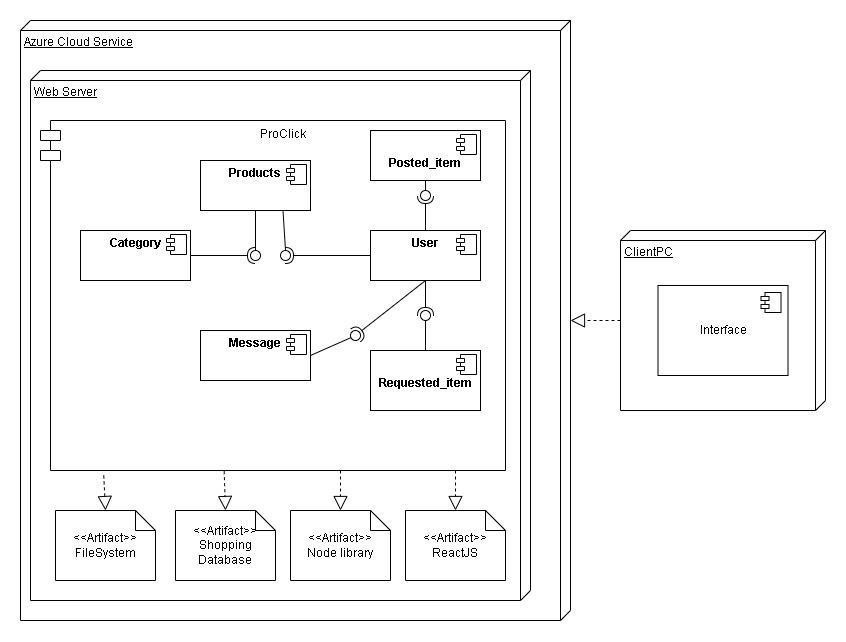 Azure Cloud Service
Web Server
ProClick
Posted_item
Products
Category
User
ClientPC
Interface
Message
Requested_item
<<Artifact>>
FileSystem
<<Artifact>>
Shopping
Database
<<Artifact>>
Node library
<<Artifact>>
ReactJS